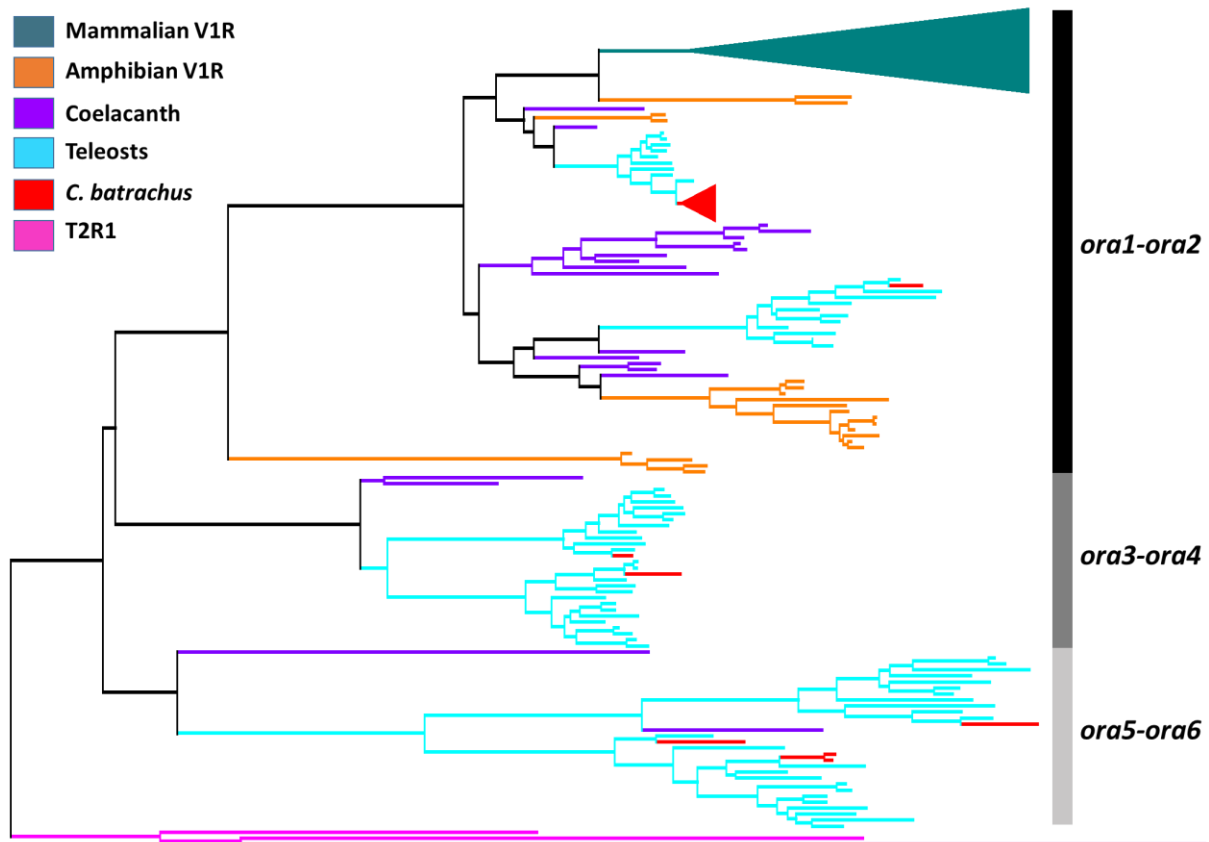 Mammalian V1R
Amphibian V1R
Coelacanth
Teleosts
C. batrachus
T2R1
ora1-ora2
ora3-ora4
ora5-ora6